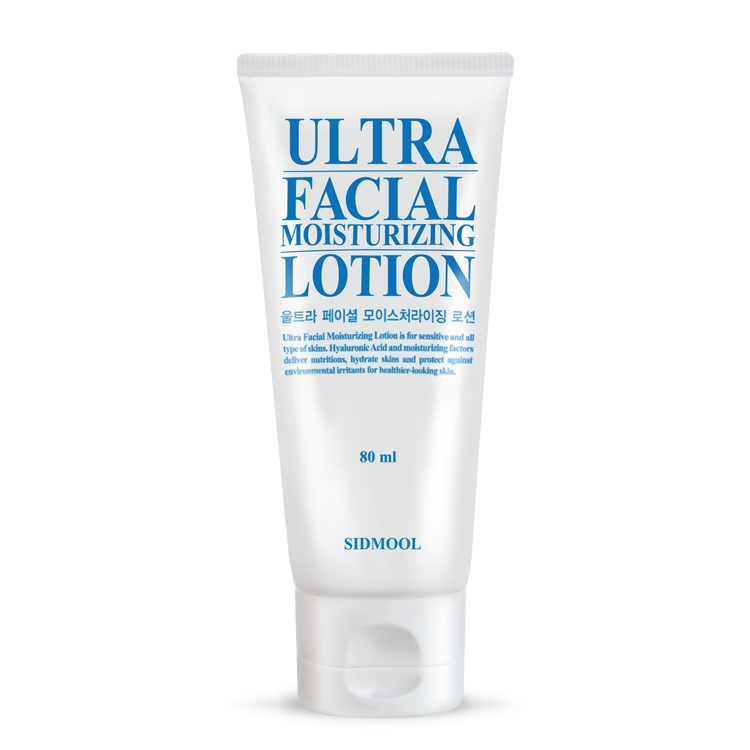 ULTRA
FACIAL
MOISTURIZING
LOTION
울트라 페이셜 모이스처라이징 로션
Ultra Facial Moisturizing Lotion is for sensitive and all
type of skins. Hyaluronic Acid and moisturizing factors
deliver nutritions, hydrate skins and protect against
environmental irritants for healthier-looking skin.
80 ml
SIDMOOL